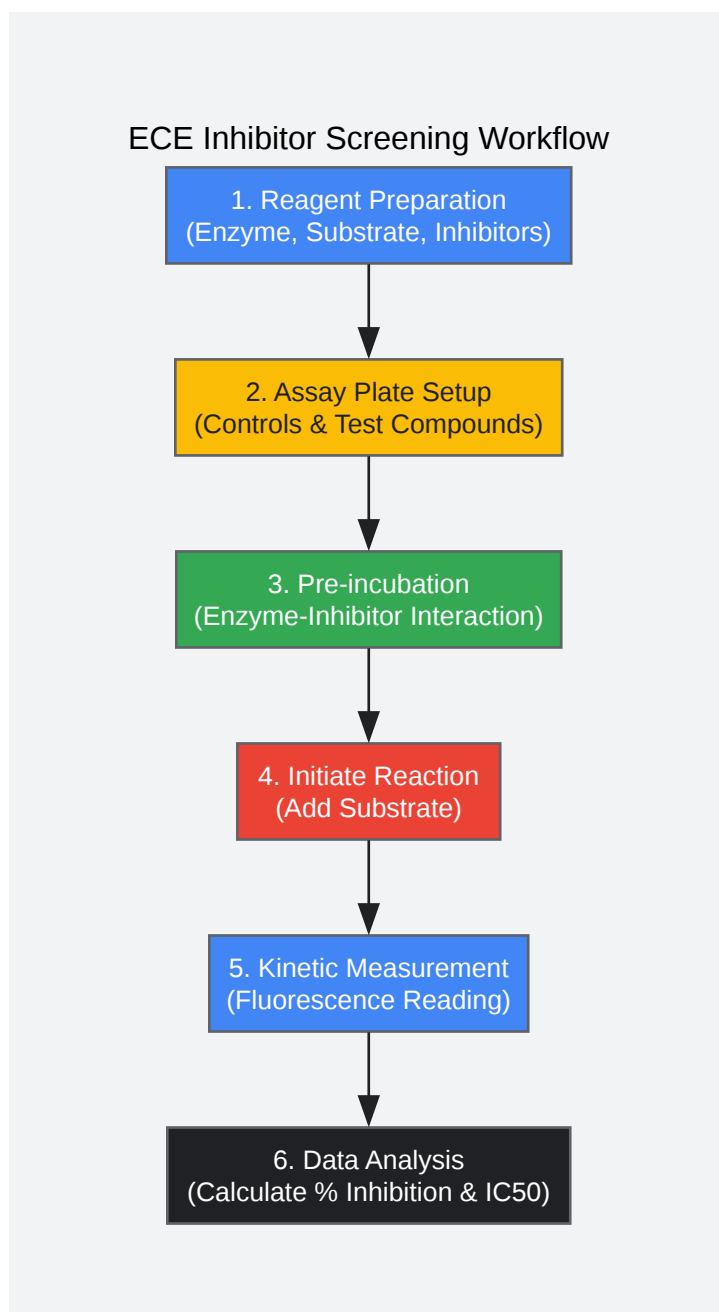 ECE Inhibitor Screening Workflow
1. Reagent Preparation
(Enzyme, Substrate, Inhibitors)
2. Assay Plate Setup
(Controls & Test Compounds)
3. Pre-incubation
(Enzyme-Inhibitor Interaction)
4. Initiate Reaction
(Add Substrate)
5. Kinetic Measurement
(Fluorescence Reading)
6. Data Analysis
(Calculate % Inhibition & IC50)